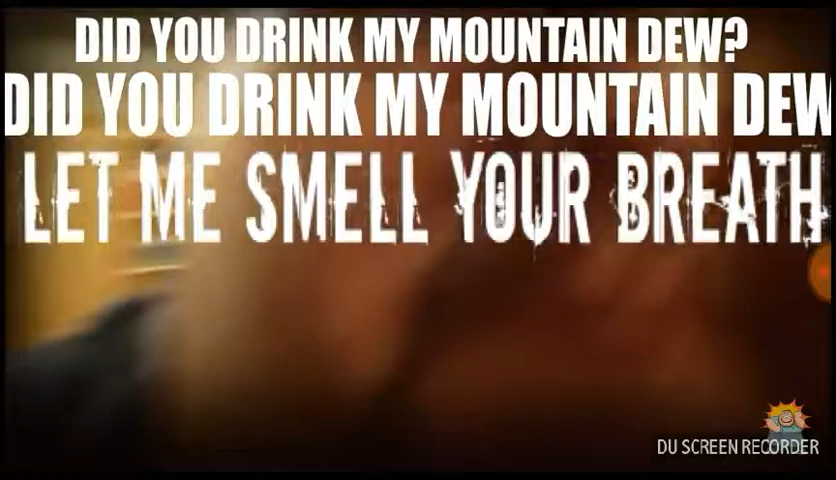 DID YOU DRINK MY MOUNTAIN DEW?
DID YOU DRINK MY MOUNTAIN DEW
LET ME SMELL YOUR BREATH
DU SCREEN RECORDER